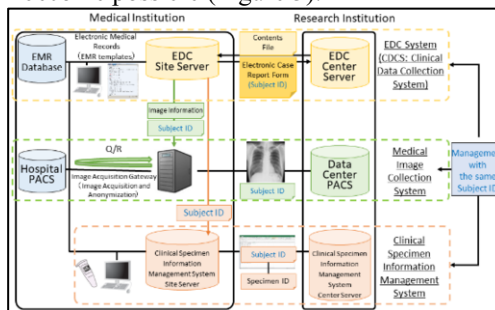 Medical Institution
Research Institution
EMR
Database
Electronic Medical
Records
(EMR templates)
EDC
Site Server
Contents
File
Electronic Case
Report Form
(Subject ID)
EDC
Center
Server
EDC System
(CDCS: Clinical
Data Collection
System)
Image Information
Subject ID
Hospital
PACS
Q/R
Image Acquisition Gateway
(Image Acquisition and
Anonymization)
Subject ID
Data
Center
PACS
Medical
Image
Collection
System
Management
with
the same
Subject ID
Subject ID
Clinical Specimen
Information
Management System
Site Server
Subject ID
Specimen ID
Clinical Specimen
Information
Management
System
Center Server
Clinical
Specimen
Information
Management
System